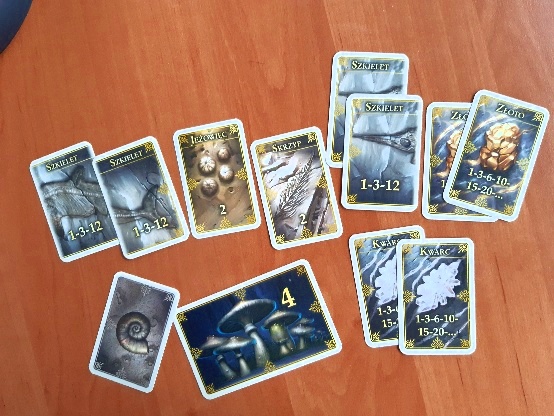 SZKIELET
1-3-12
SZKIELET
1-3-12
JEŻOWIEC
2
SKRZYP
2
SZKIELET
SZKIELET
1-3-12
ZŁOTO
1-3-6-10-
15-20-...
KWARC
KWARC
1-3-6-10-
15-20-...
4